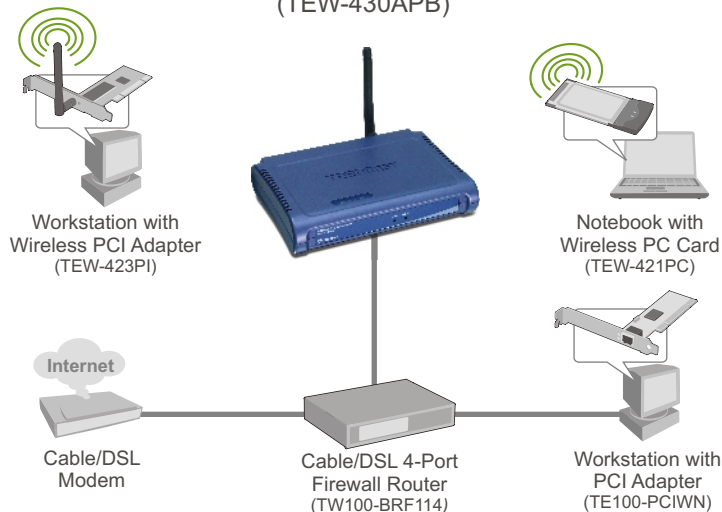 (TEW-430APB)
Workstation with
Wireless PCI Adapter
(TEW-423PI)
Notebook with
Wireless PC Card
(TEW-421PC)
Internet
Cable/DSL
Modem
Cable/DSL 4-Port
Firewall Router
(TW100-BRF114)
Workstation with
PCI Adapter
(TE100-PCIWN)